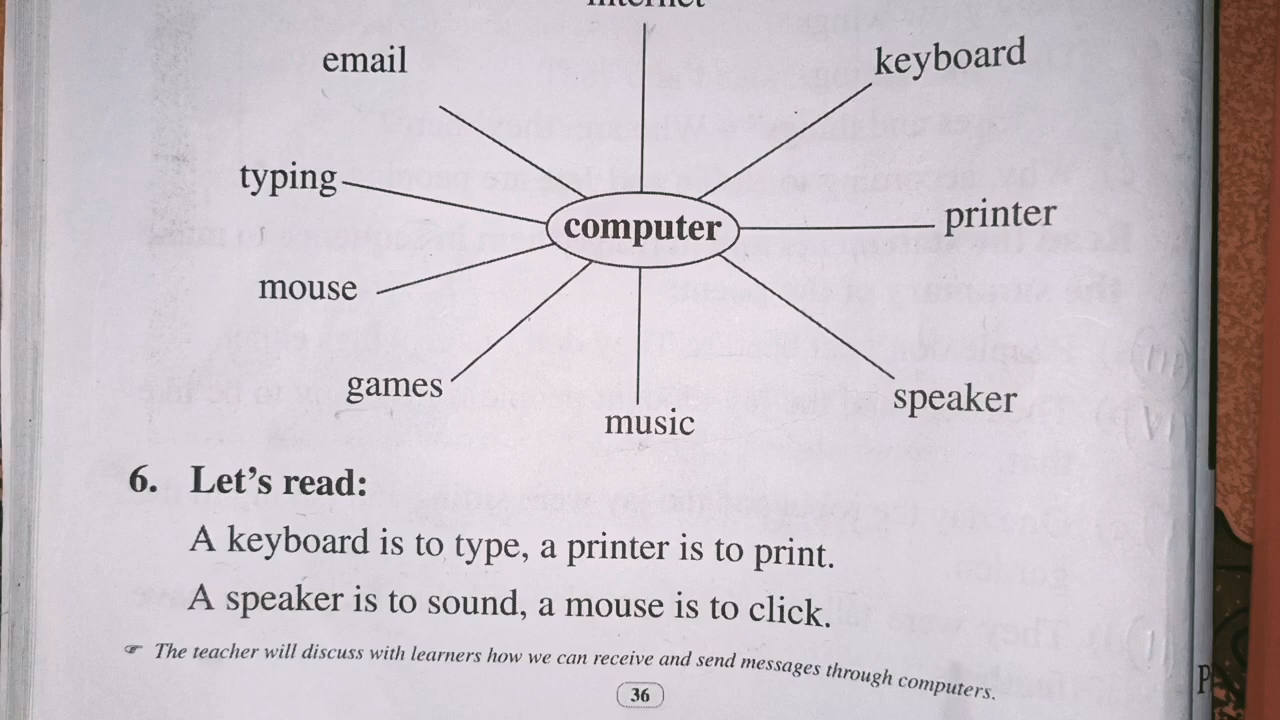 internet
email
keyboard
typing
computer
printer
mouse
games
speaker
music
6. Let's read:
A keyboard is to type, a printer is to print.
A speaker is to sound, a mouse is to click.
☞ The teacher will discuss with learners how we can receive and send messages through computers.
36